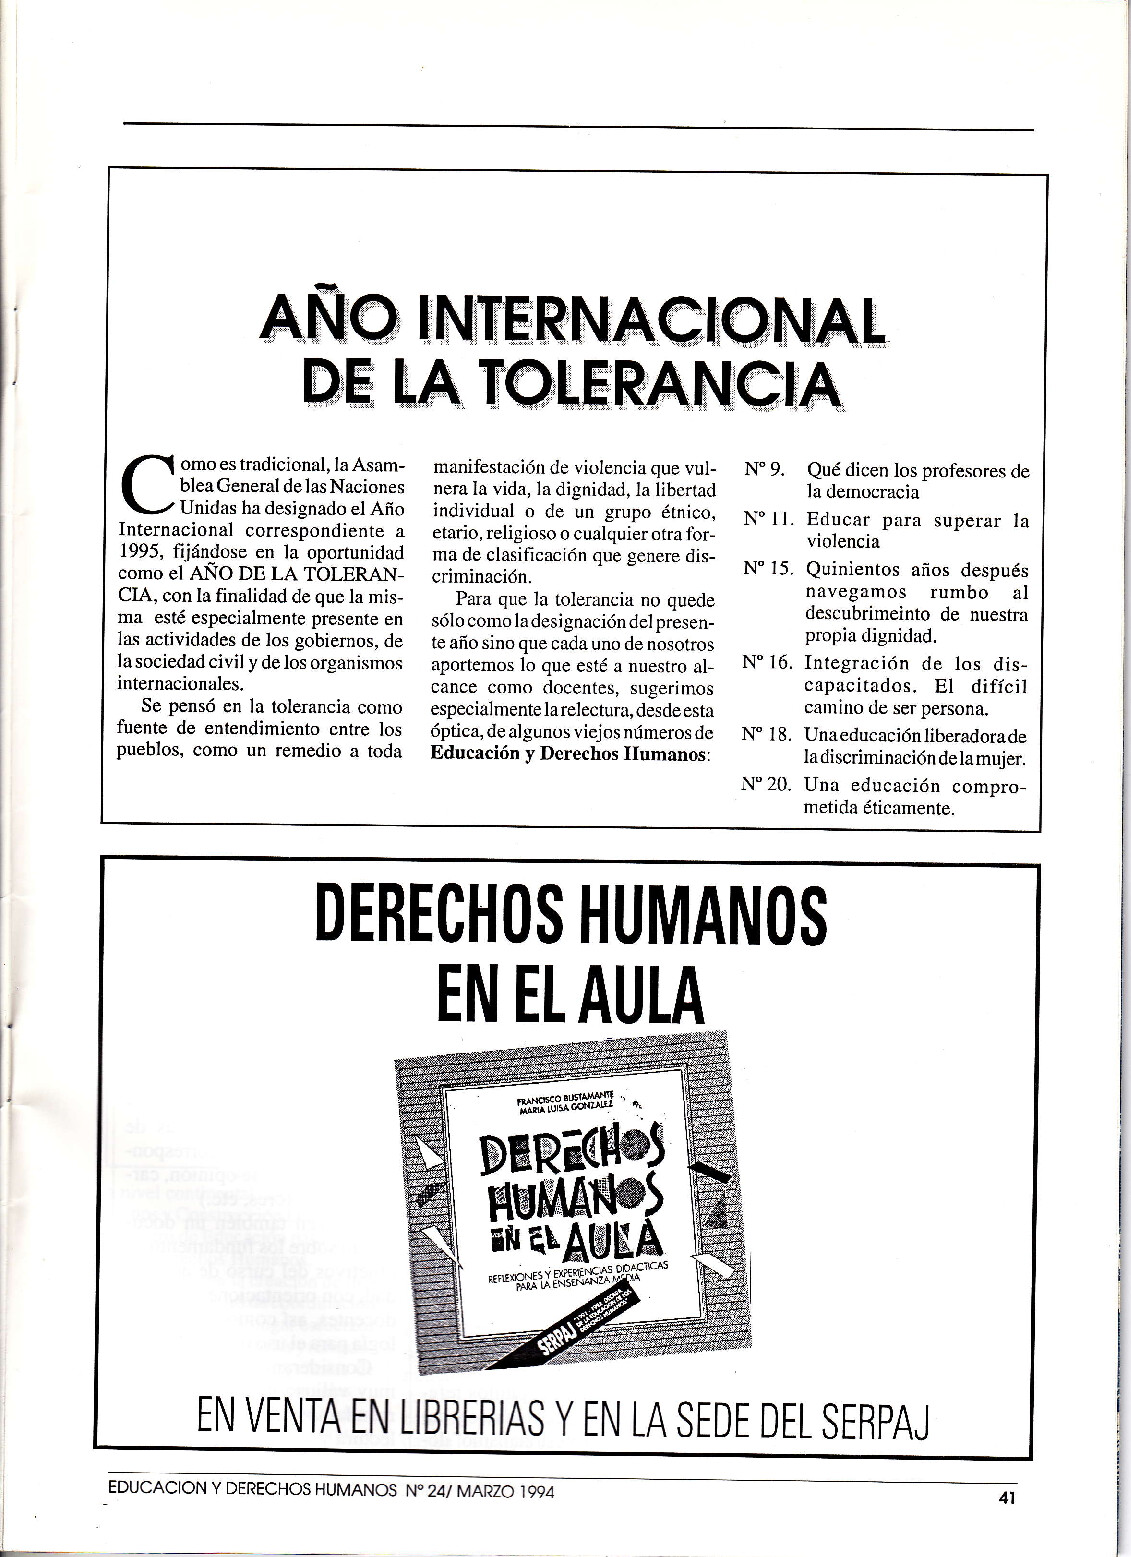 AÑO INTERNACIONAL
DE LA TOLERANCIA
Como es tradicional, la Asam-
blea General de las Naciones
Unidas ha designado el Año
Internacional correspondiente a
1995, fijándose en la oportunidad
como el AÑO DE LA TOLERAN-
CIA, con la finalidad de que la mis-
ma esté especialmente presente en
las actividades de los gobiernos, de
la sociedad civil y de los organismos
internacionales.
Se pensó en la tolerancia como
fuente de entendimiento entre los
pueblos, como un remedio a toda
manifestación de violencia que vul-
nera la vida, la dignidad, la libertad
individual o de un grupo étnico,
etario, religioso o cualquier otra for-
ma de clasificación que genere dis-
criminación.
Para que la tolerancia no quede
sólo como la designación del presen-
te año sino que cada uno de nosotros
aportemos lo que esté a nuestro al-
cance como docentes, sugerimos
especialmente la relectura, desde esta
óptica, de algunos viejos números de
Educación y Derechos Humanos:
Nº 9. Qué dicen los profesores de
la democracia
Nº 11. Educar para superar la
violencia
Nº 15. Quinientos años después
navegamos rumbo al
descubrimeinto de nuestra
propia dignidad.
Nº 16. Integración de los dis-
capacitados. El difícil
camino de ser persona.
Nº 18. Una educación liberadora de
la discriminación de la mujer.
Nº 20. Una educación compro-
metida éticamente.
DERECHOS HUMANOS
EN EL AULA
FRANCISCO BUSTAMANTE
MARIA LUISA GONZALEZ
DERECHOS
HUMANOS
EN EL AULA
REFLEXIONES Y EXPERIENCIAS DIDACTICAS
PARA LA ENSENANZA MEDIA
SERPAJ
EN VENTA EN LIBRERIAS Y EN LA SEDE DEL SERPAJ
EDUCACION Y DERECHOS HUMANOS Nº 24/ MARZO 1994
41